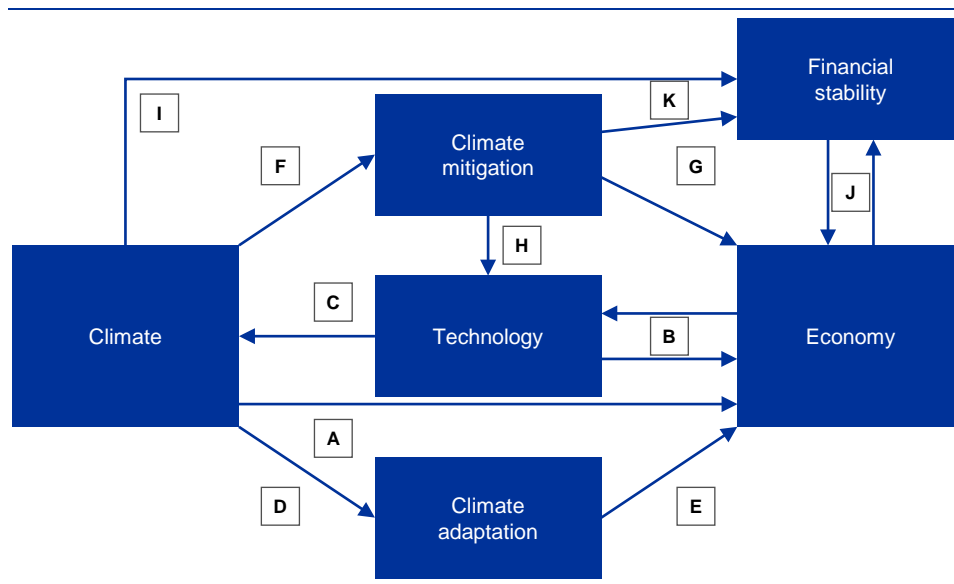 Financial
stability
I
K
Climate
mitigation
F
G
J
H
C
Climate
Technology
B
Economy
A
D
Climate
adaptation
E